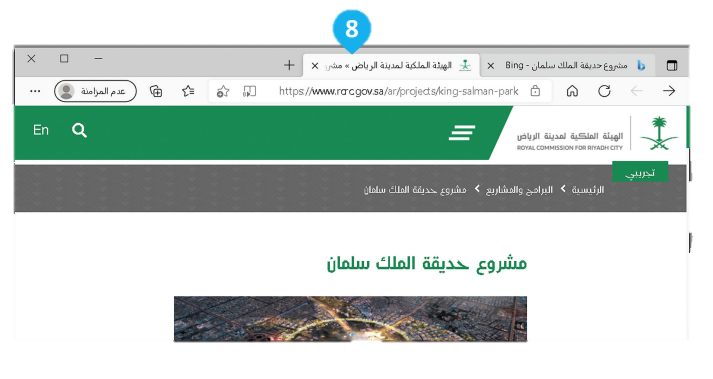 8
مشروع حديقة الملك سلمان - Bing
الهيئة الملكية لمدينة الرياض » مشر
https://www.rcrc.gov.sa/ar/projects/king-salman-park
عدم المزامنة
الهيئة الملكية لمدينة الرياض
ROYAL COMMISSION FOR RIYADH CITY
En
تجريبي
الرئيسية > البرامج والمشاريع > مشروع حديقة الملك سلمان
مشروع حديقة الملك سلمان